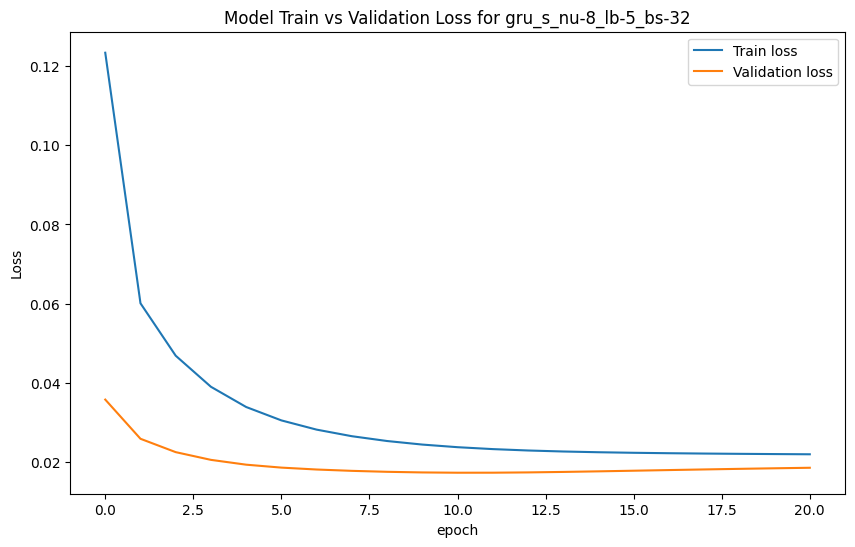 Model Train vs Validation Loss for gru_s_nu-8_lb-5_bs-32
Train loss
Validation loss
0.12
0.10
0.08
0.06
0.04
0.02
Loss
0.0 2.5 5.0 7.5 10.0 12.5 15.0 17.5 20.0
epoch